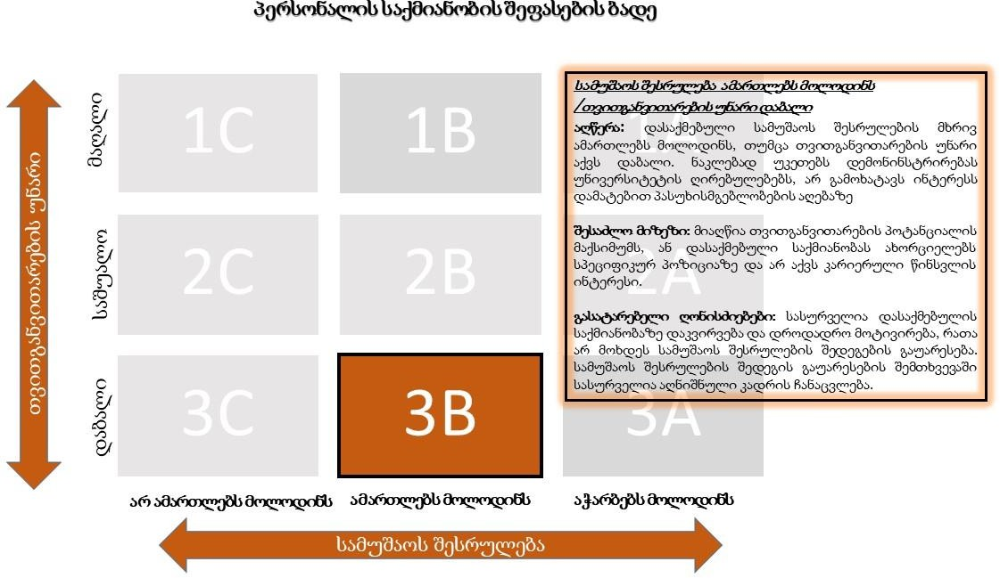 პერსონალის საქმიანობის შეფასების ბადე
თვითგანვითარების უნარი
მაღალი
1C
1B
1A
სამუშაოს შესრულება ამართლებს მოლოდინს
/თვითგანვითარების უნარი დაბალი
აღწერა: დასაქმებული სამუშაოს შესრულების მხრივ
ამართლებს მოლოდინს, თუმცა თვითგანვითარების უნარი
აქვს დაბალი. ნაკლებად უკეთებს დემონინსტრირებას
უნივერსიტეტის ღირებულებებს, არ გამოხატავს ინტერესს
დამატებით პასუხისმგებლობების აღებაზე
შესაძლო მიზეზი: მიაღწია თვითგანვითარების პოტანციალის
მაქსიმუმს, ან დასაქმებული საქმიანობას ახორციელებს
სპეციფიკურ პოზიციაზე და არ აქვს კარიერული წინსვლის
ინტერესი.
გასატარებელი ღონისძიებები: სასურველია დასაქმებულის
საქმიანობაზე დაკვირვება და დროდადრო მოტივირება, რათა
არ მოხდეს სამუშაოს შესრულების შედეგების გაუარესება.
სამუშაოს შესრულების შედეგის გაუარესების შემთხვევაში
სასურველია აღნიშნული კადრის ჩანაცვლება.
საშუალო
2C
2B
2A
დაბალი
3C
3B
3A
არ ამართლებს მოლოდინს
ამართლებს მოლოდინს
აჭარბებს მოლოდინს
სამუშაოს შესრულება